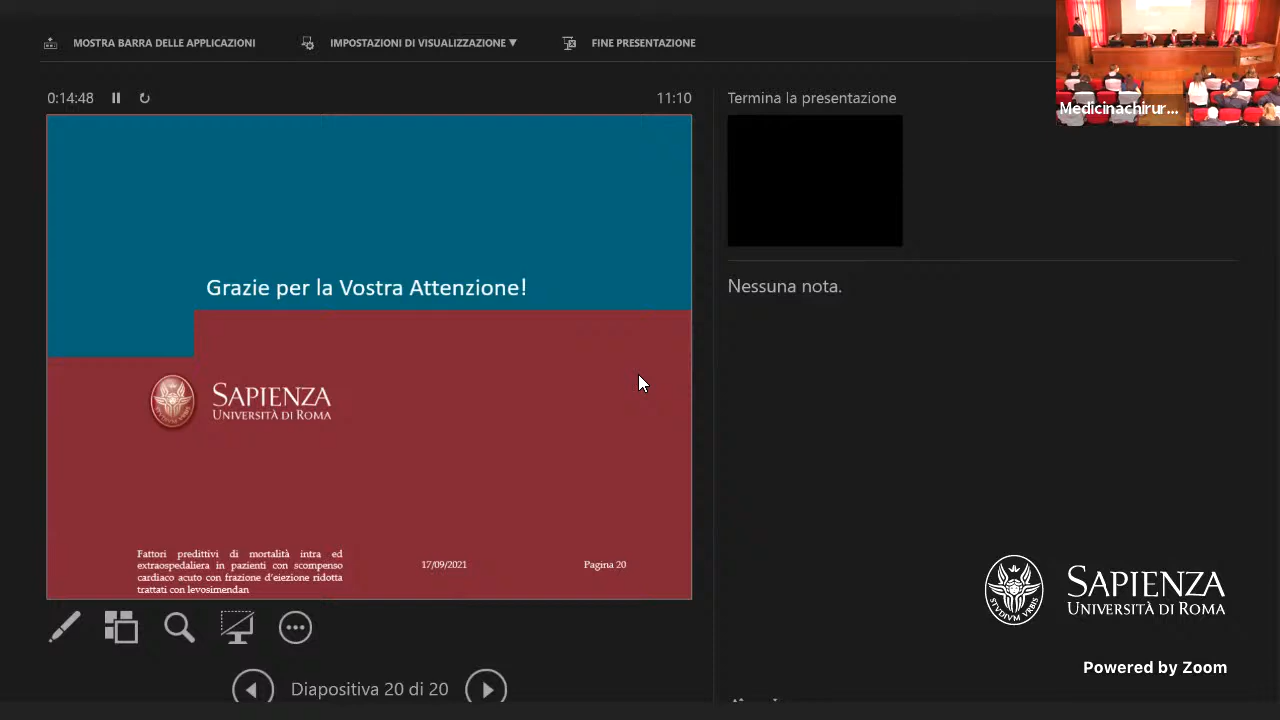 MOSTRA BARRA DELLE APPLICAZIONI
IMPOSTAZIONI DI VISUALIZZAZIONE ▼
FINE PRESENTAZIONE
0:14:48
11:10
Termina la presentazione
Medicinachirur...
Grazie per la Vostra Attenzione!
Nessuna nota.
SAPIENZA
UNIVERSITÀ DI ROMA
Fattori predittivi di mortalità intra ed
extraospedaliera in pazienti con scompenso
cardiaco acuto con frazione d'eiezione ridotta
trattati con levosimendan
17/09/2021
Pagina 20
Diapositiva 20 di 20
STVDIVM VRBIS
SAPIENZA
UNIVERSITÀ DI ROMA
Powered by Zoom